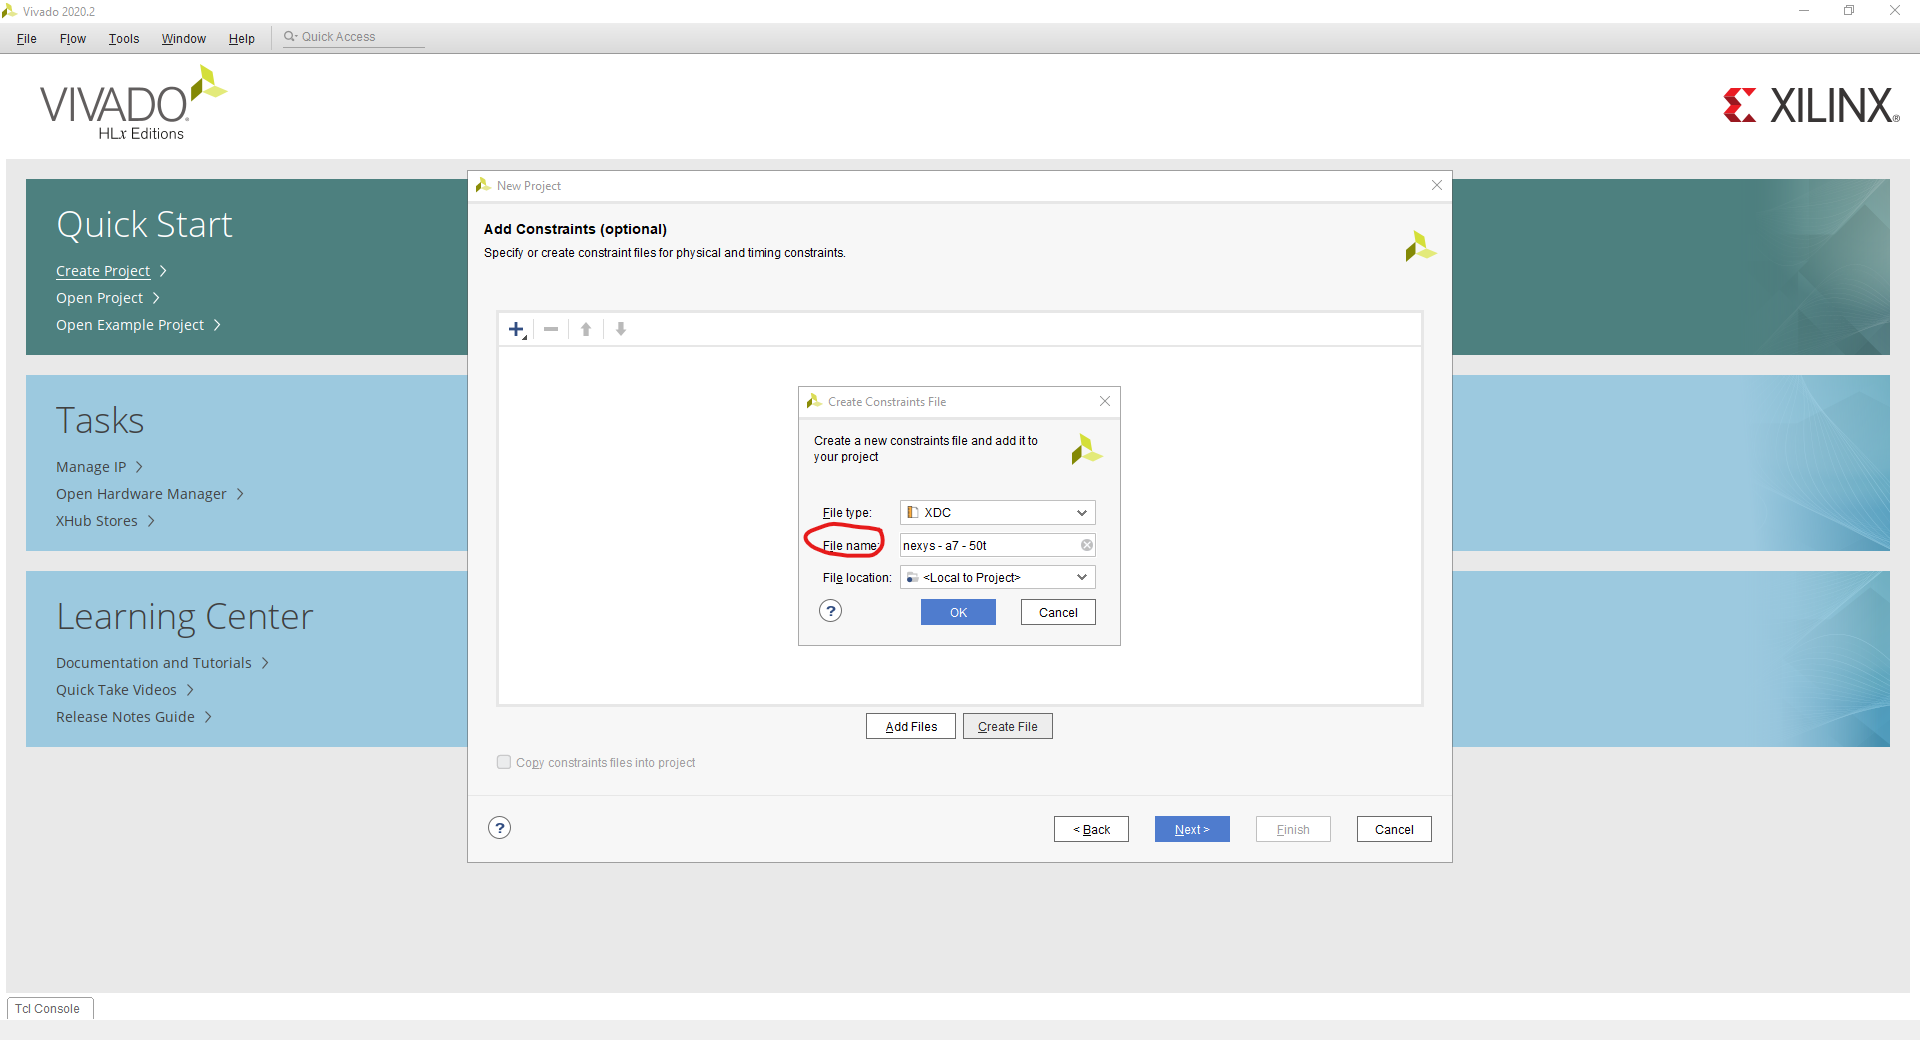 Vivado 2020.2
File Flow Tools Window Help Quick Access
VIVADO.
HLx Editions
XILINX®
Quick Start
Create Project
Open Project
Open Example Project
Tasks
Manage IP
Open Hardware Manager
XHub Stores
Learning Center
Documentation and Tutorials
Quick Take Videos
Release Notes Guide
New Project
Add Constraints (optional)
Specify or create constraint files for physical and timing constraints.
Create Constraints File
Create a new constraints file and add it to
your project
File type: XDC
File name: nexys - a7 - 50t
File location: <Local to Project>
? OK Cancel
Add Files Create File
Copy constraints files into project
? < Back Next > Finish Cancel
Tcl Console